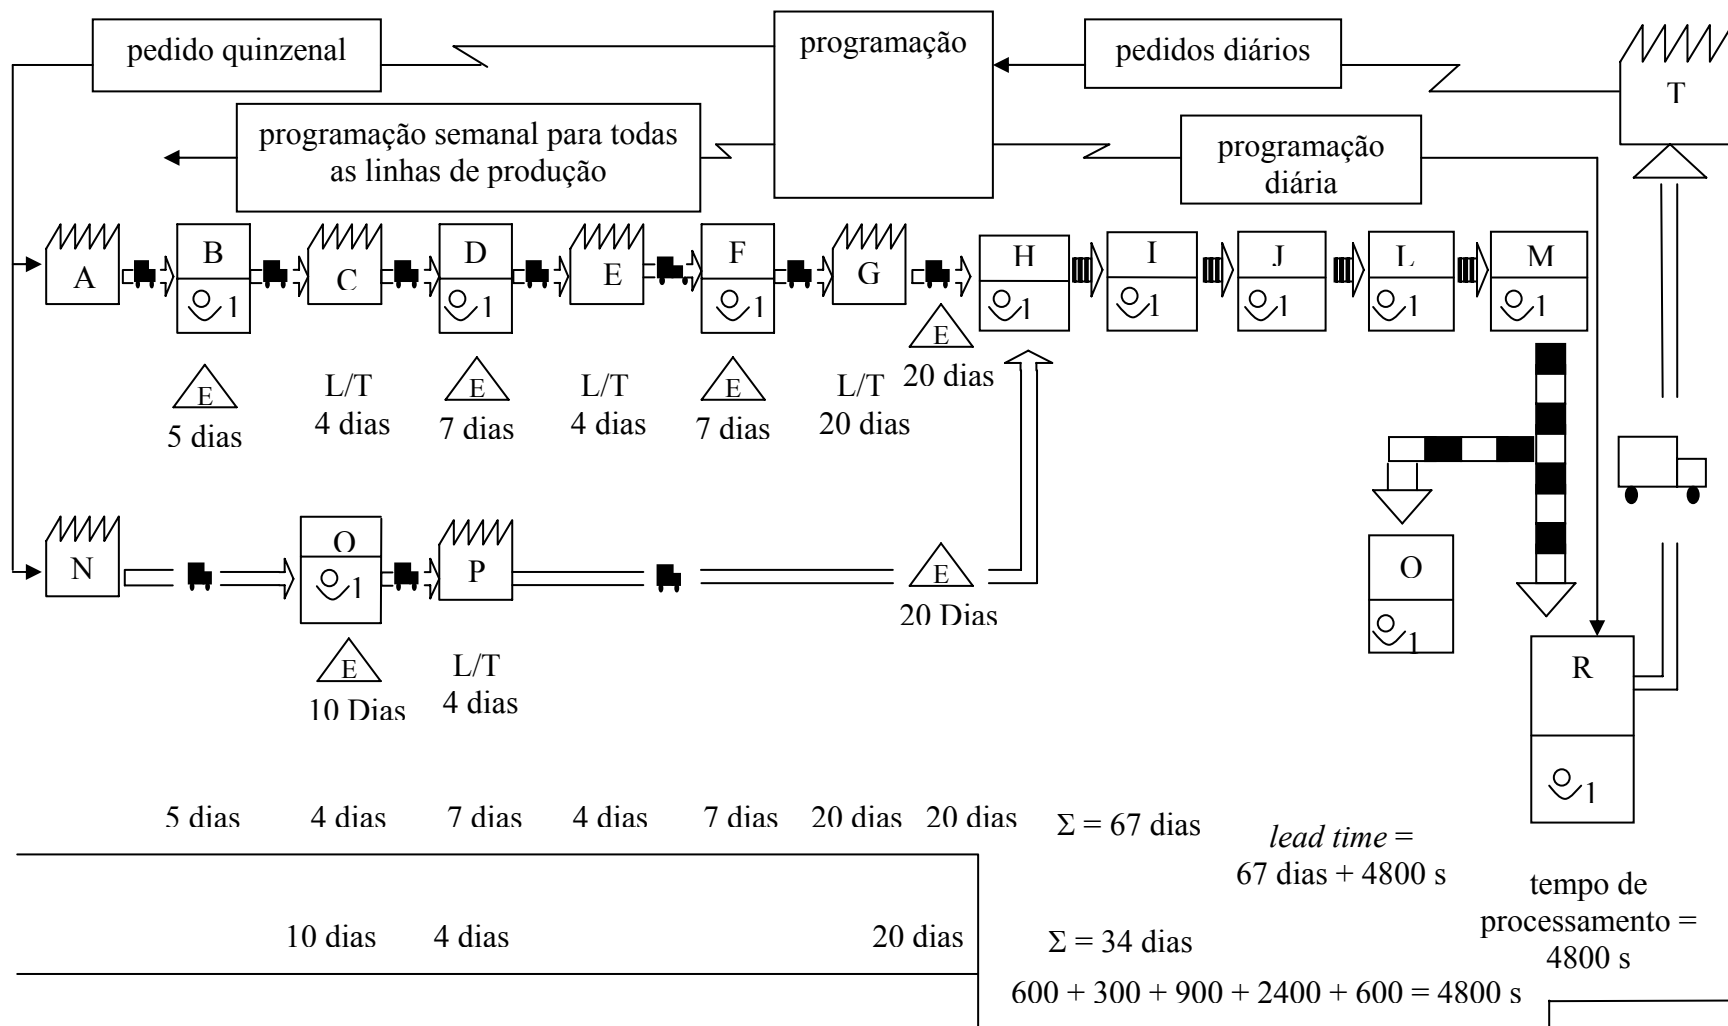 pedido quinzenal
programação
pedidos diários
T
programação semanal para todas
as linhas de produção
programação
diária
A
B
1
C
D
1
E
F
1
G
H
1
I
1
J
1
L
1
M
1
E
20 dias
E
5 dias
L/T
4 dias
E
7 dias
L/T
4 dias
E
7 dias
L/T
20 dias
N
O
1
P
E
20 Dias
O
1
E
10 Dias
L/T
4 dias
R
1
5 dias 4 dias 7 dias 4 dias 7 dias 20 dias 20 dias Σ = 67 dias
lead time =
67 dias + 4800 s
tempo de
processamento =
4800 s
10 dias 4 dias 20 dias Σ = 34 dias
600 + 300 + 900 + 2400 + 600 = 4800 s